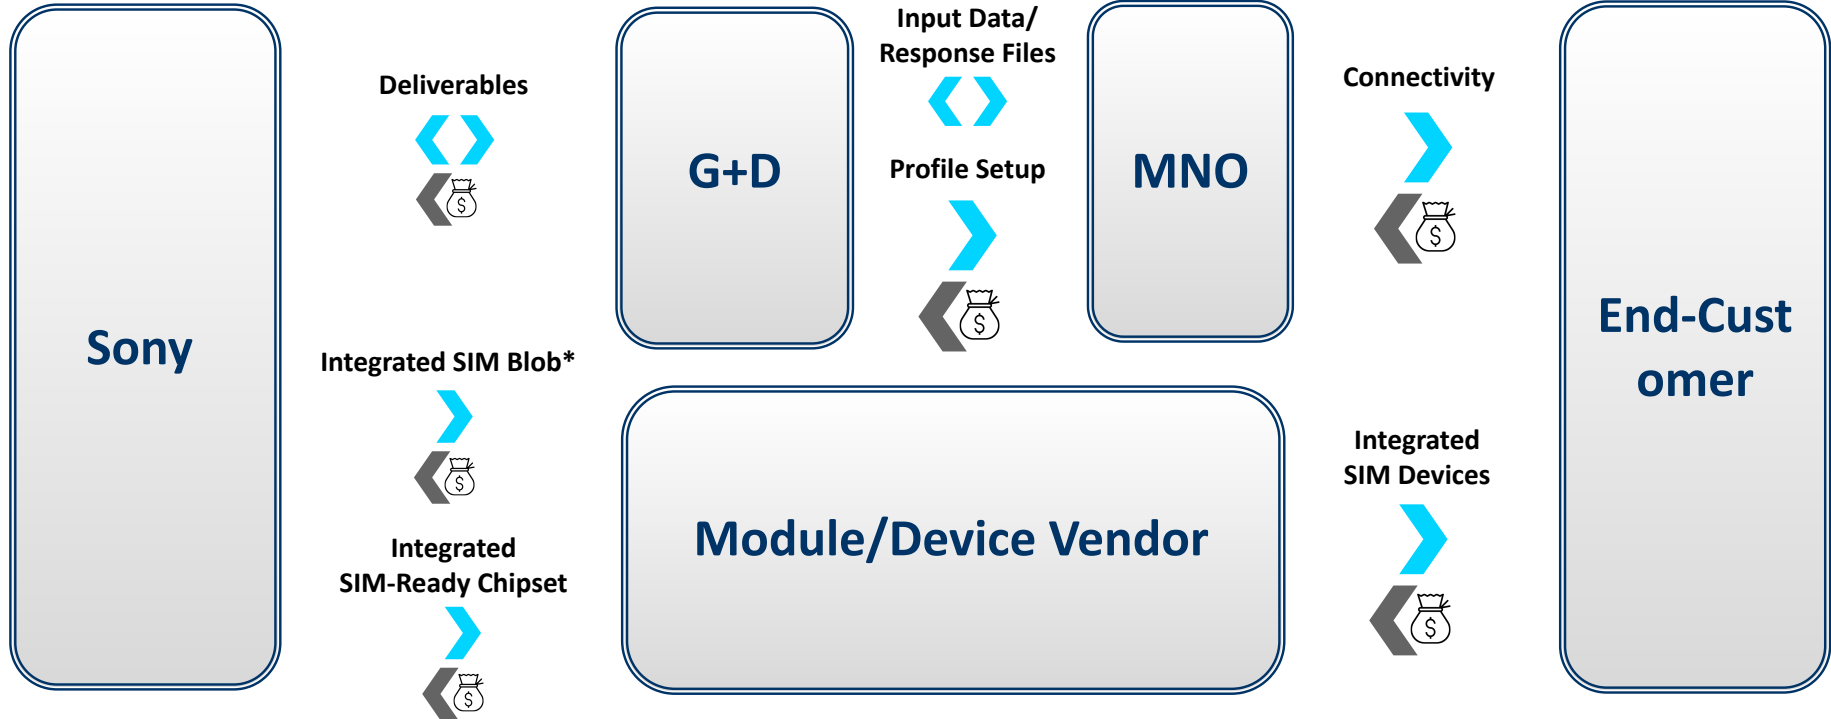 Sony
Deliverables
$
Integrated SIM Blob*
$
Integrated
SIM-Ready Chipset
$
G+D
Input Data/
Response Files
Profile Setup
$
MNO
Module/Device Vendor
Connectivity
$
Integrated
SIM Devices
$
End-Cust
omer